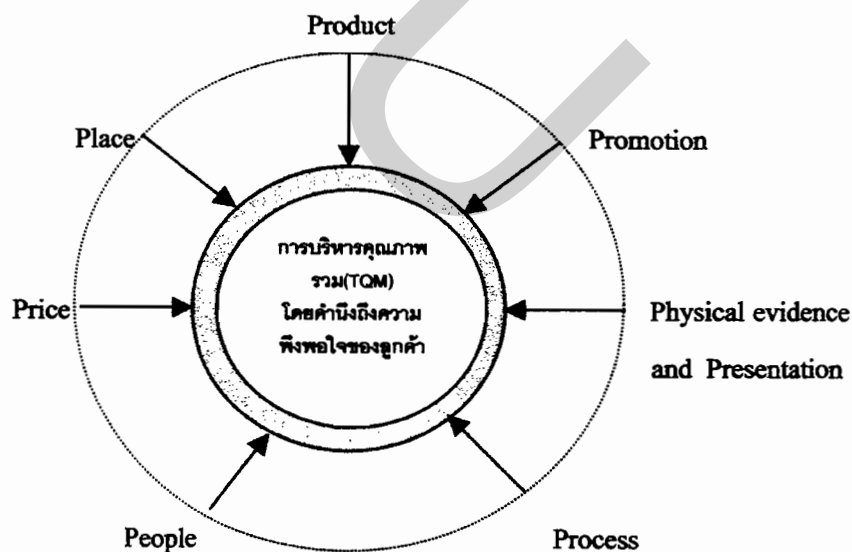 Product
Place
Promotion
การบริหารคุณภาพ
รวม(TQM)
โดยคำนึงถึงความ
พึงพอใจของลูกค้า
Price
Physical evidence
and Presentation
People
Process